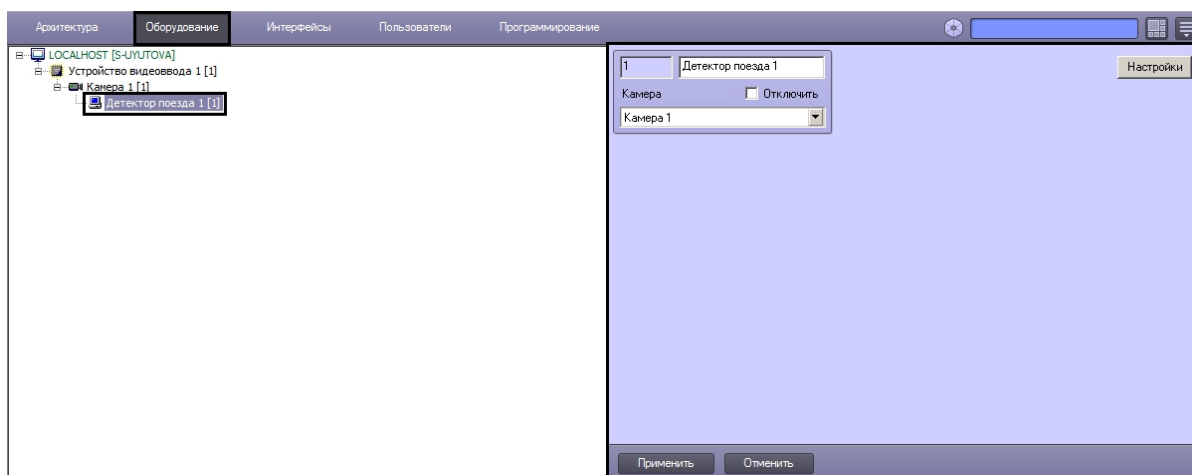 Архитектура Оборудование Интерфейсы Пользователи Программирование
LOCALHOST [S-UYUTOVA]
Устройство видеоввода 1 [1]
Камера 1 [1]
Детектор поезда 1 [1]
1 Детектор поезда 1
Настройки
Камера Отключить
Камера 1
Применить Отменить